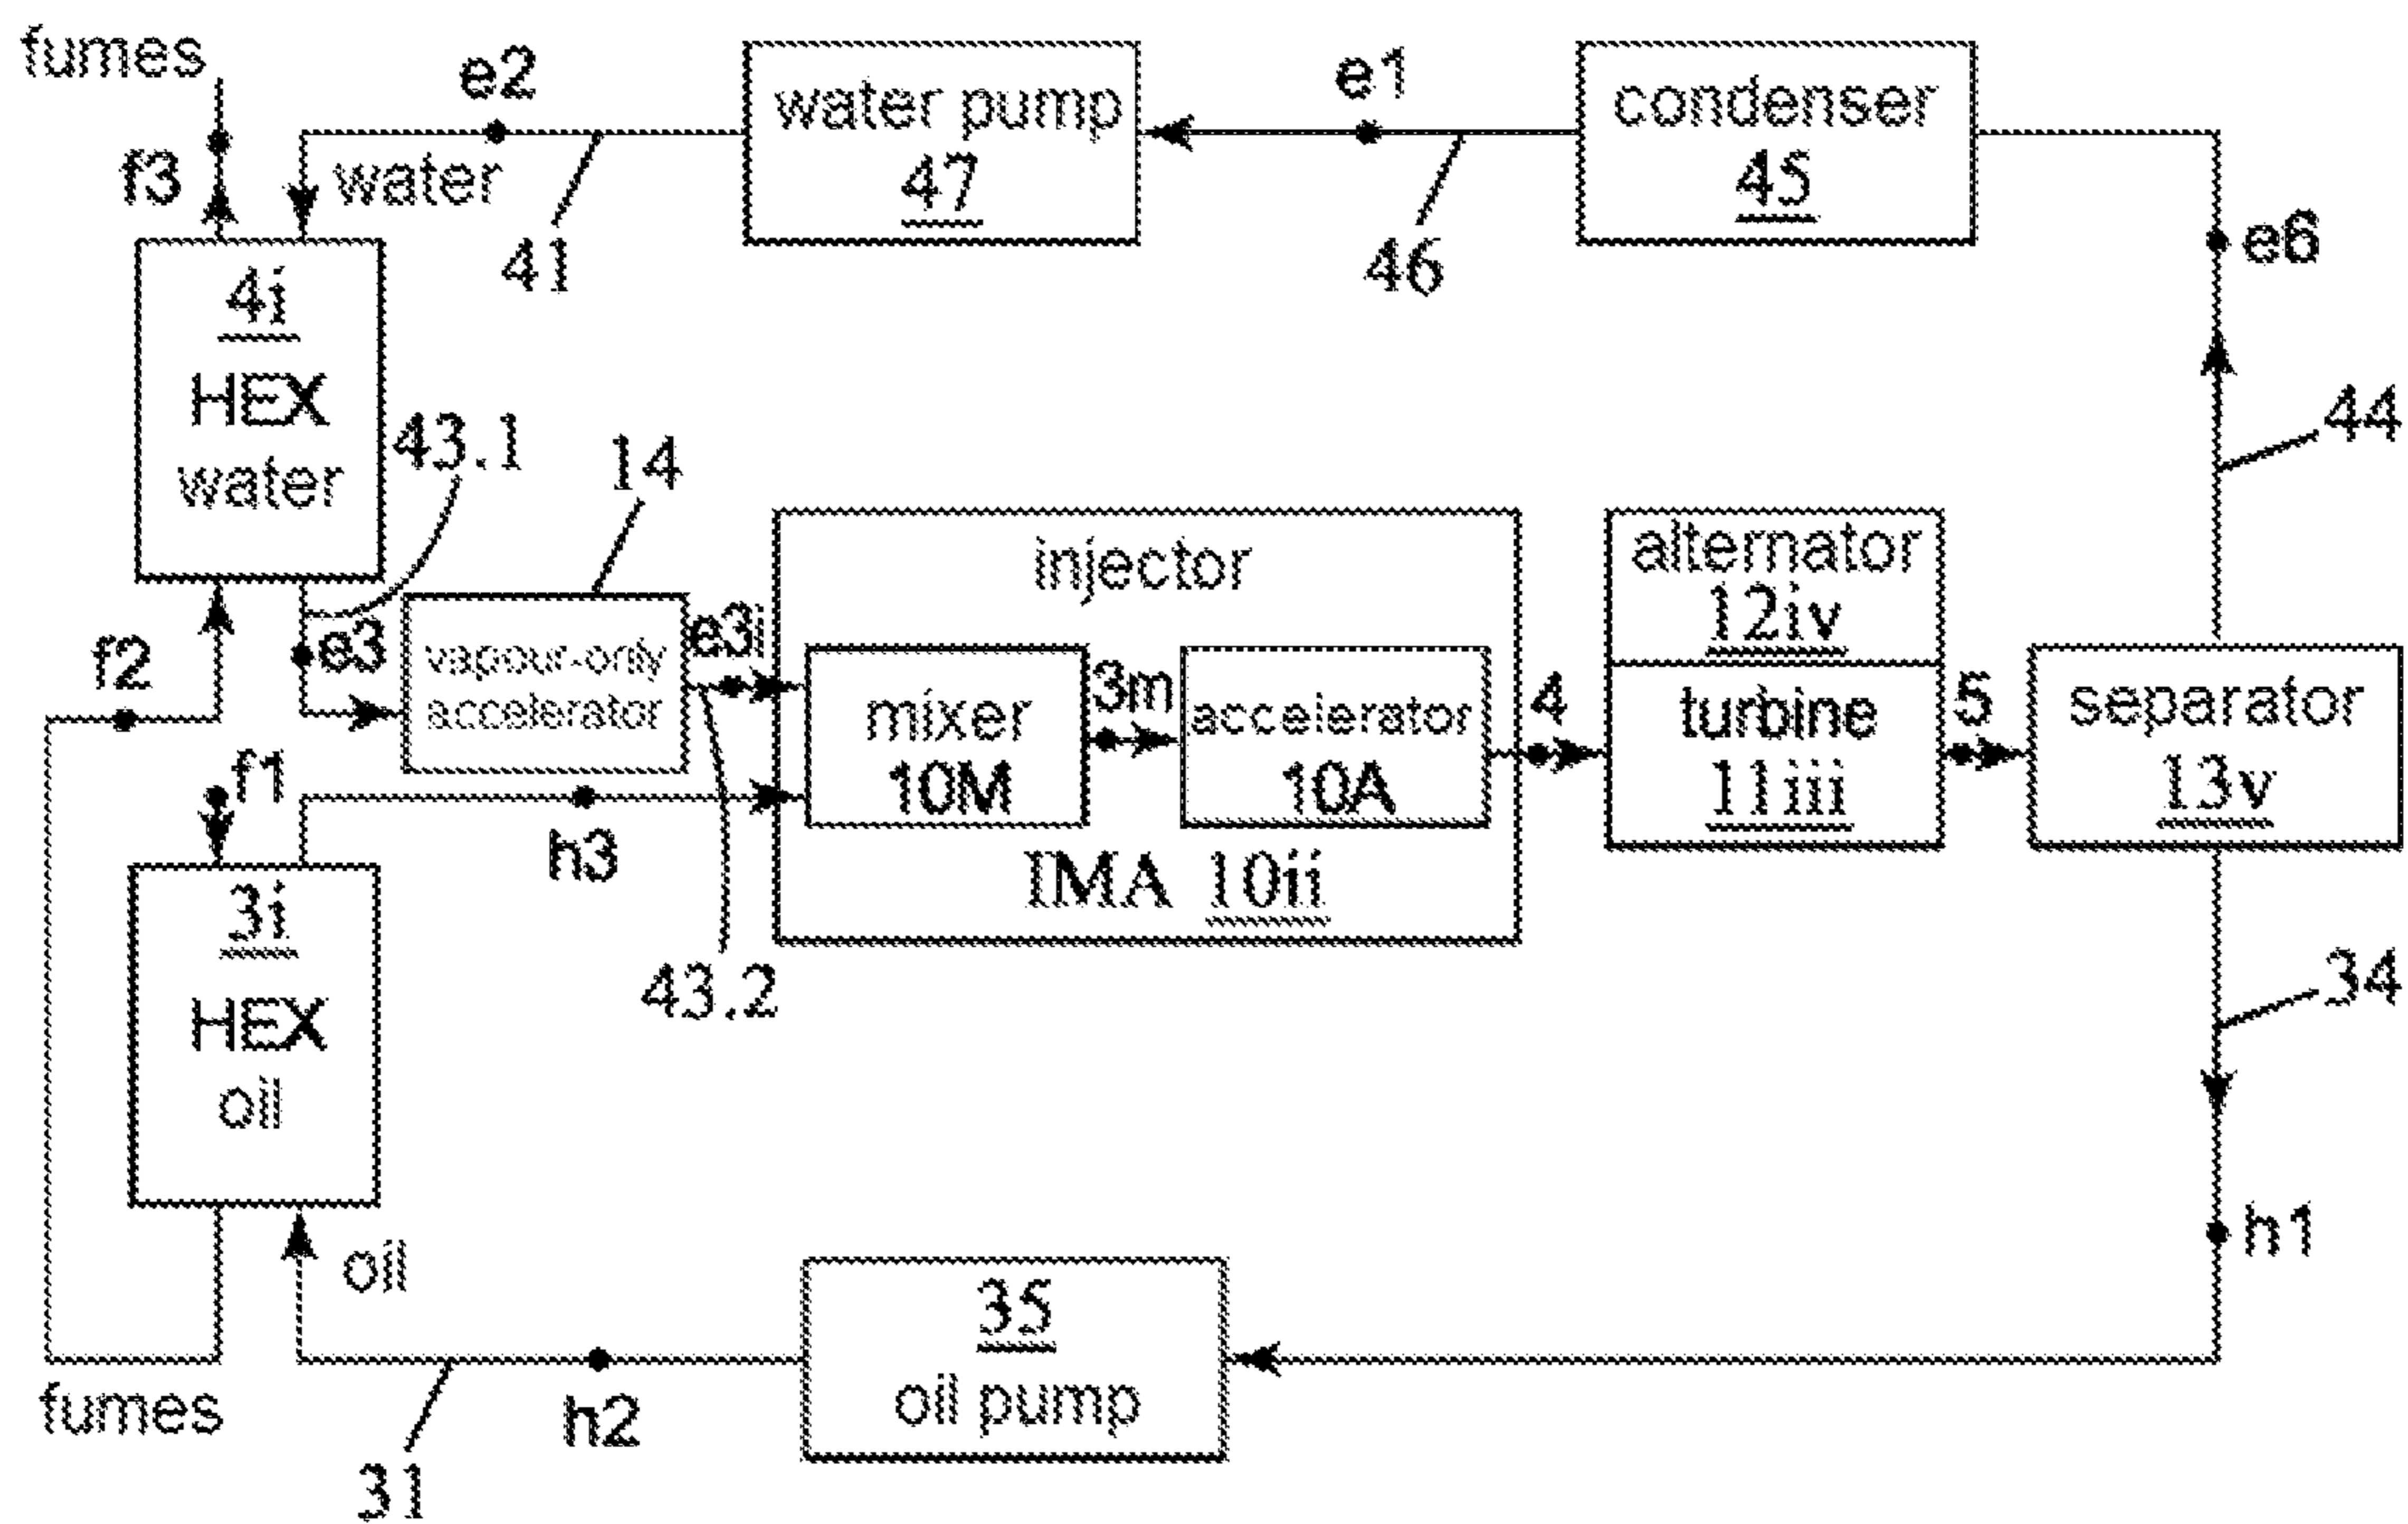 fumes
e2
water pump
47
e1
condenser
45
f3
water
41
46
e6
4i
HEX
water
43.1
14
44
injector
alternator
12iv
f2
e3
vapour-only
accelerator
e3i
mixer
10M
3m
accelerator
10A
4
turbine
11iii
5
separator
13v
f1
h3
IMA 10ii
3i
HEX
oil
43.2
34
oil
35
oil pump
h1
fumes
h2
31